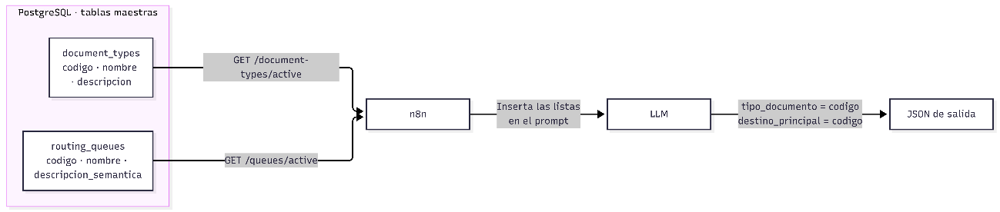 PostgreSQL · tablas maestras
document_types
codigo · nombre
· descripcion
GET /document-
types/active
routing_queues
codigo · nombre ·
descripcion_semantica
GET /queues/active
n8n
Inserta las listas
en el prompt
LLM
tipo_documento = codigo
destino_principal = codigo
JSON de salida